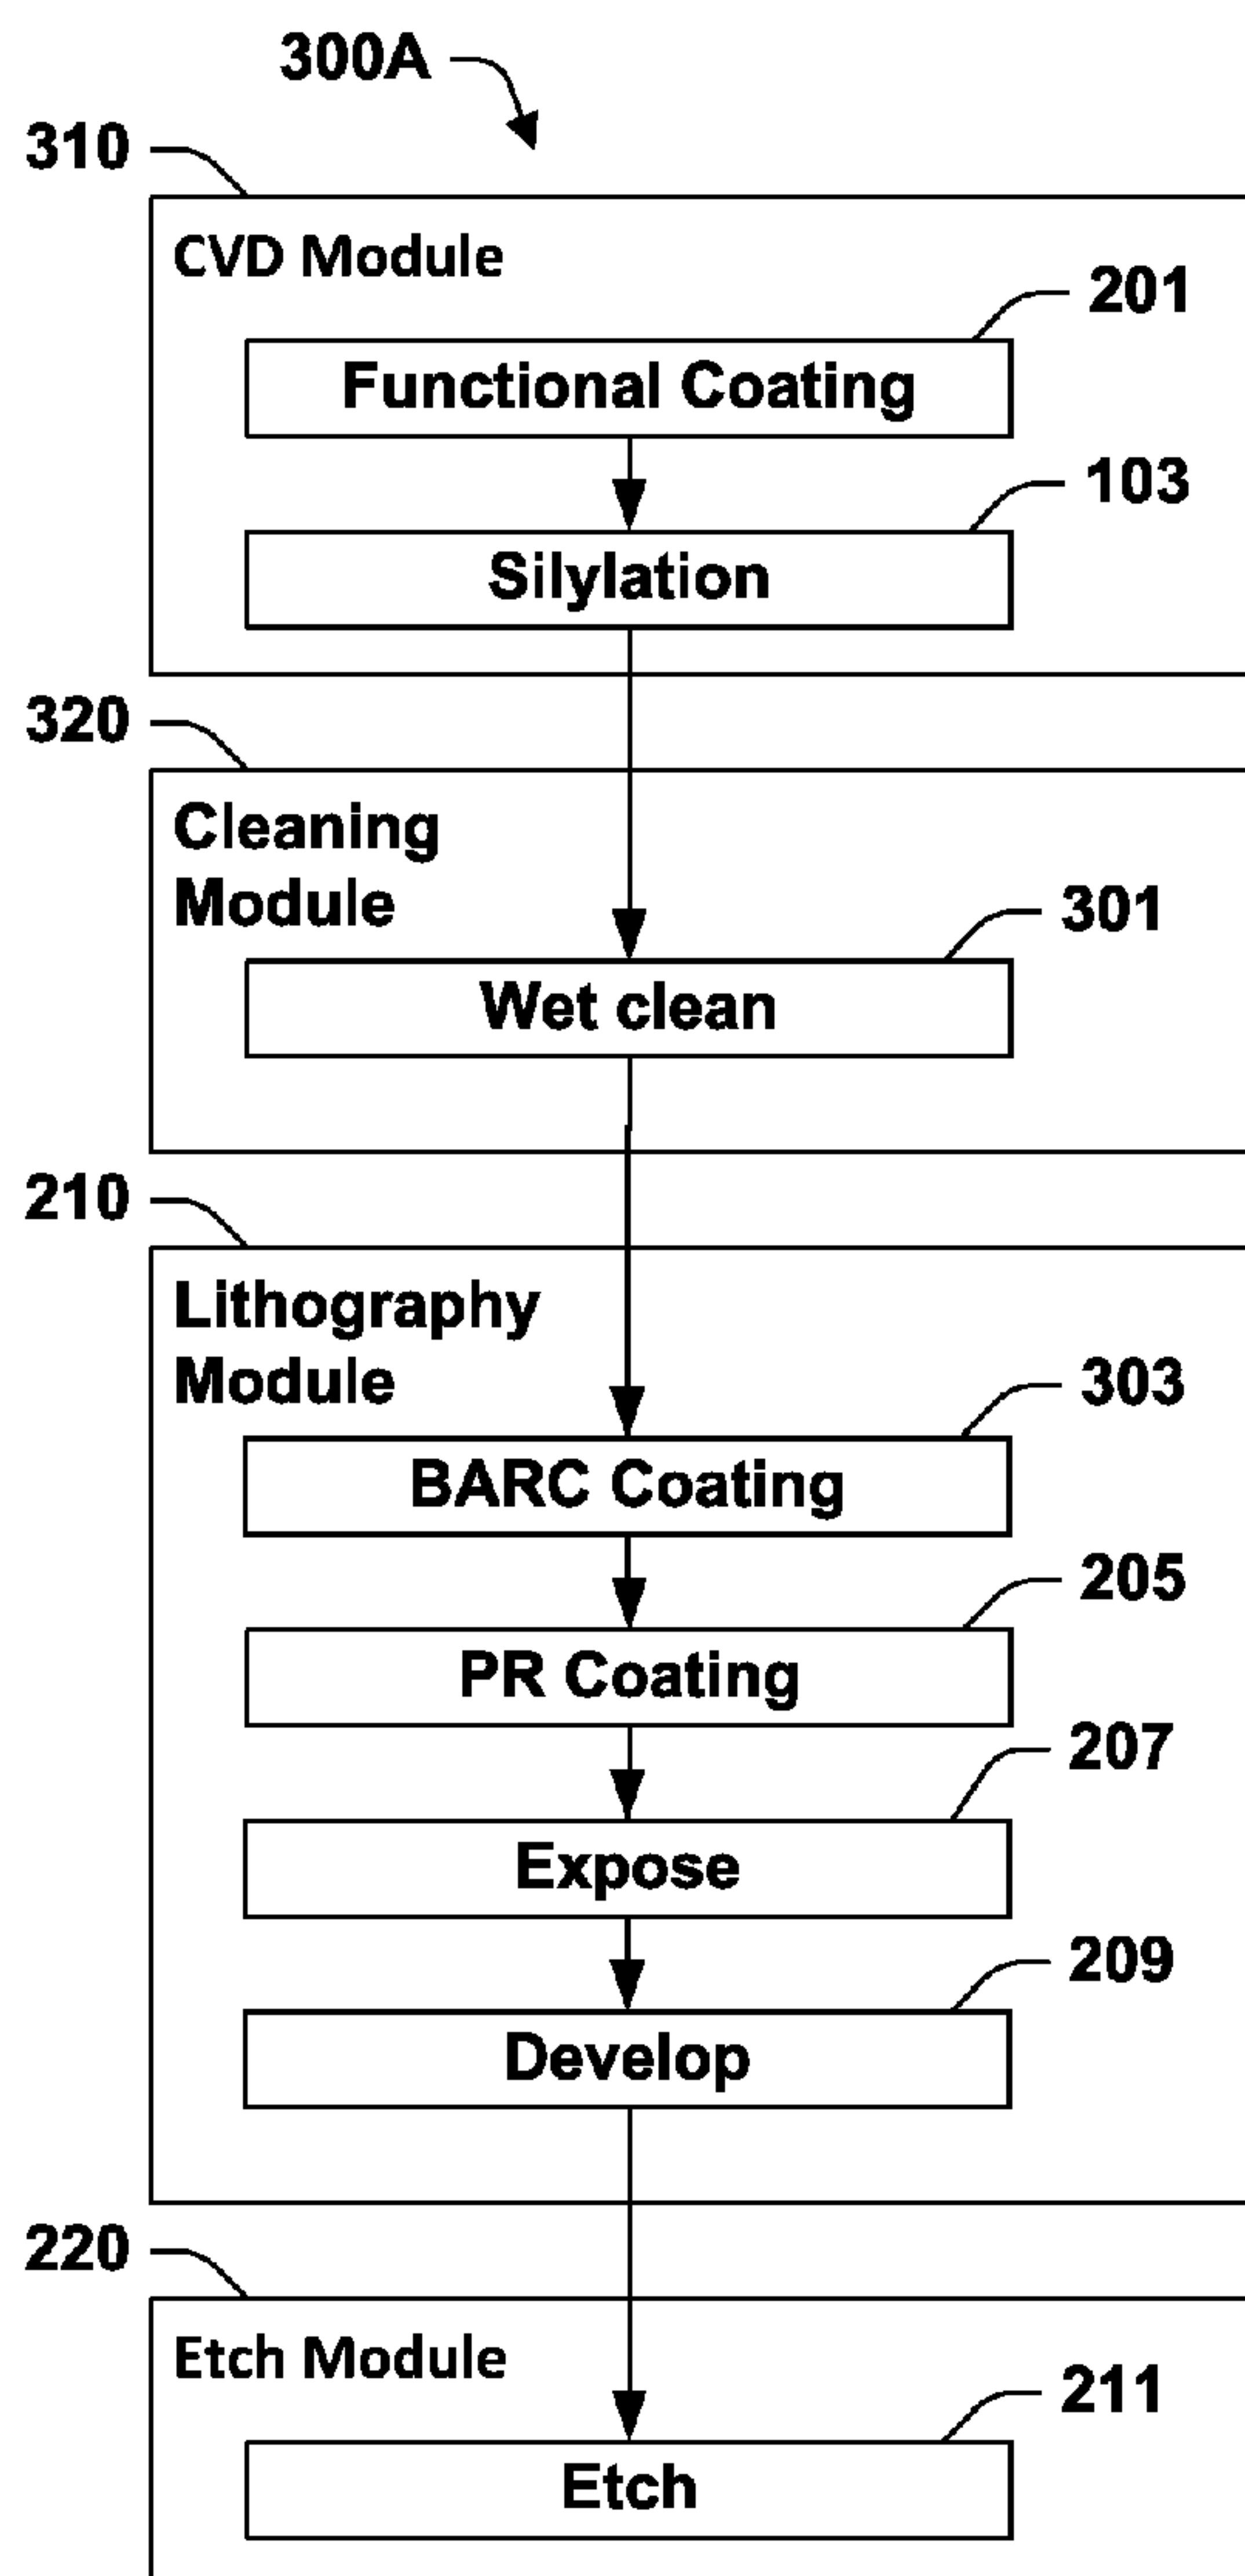 300A
310
CVD Module
201
Functional Coating
103
Silylation
320
Cleaning
Module
301
Wet clean
210
Lithography
Module
303
BARC Coating
205
PR Coating
207
Expose
209
Develop
220
Etch Module
211
Etch